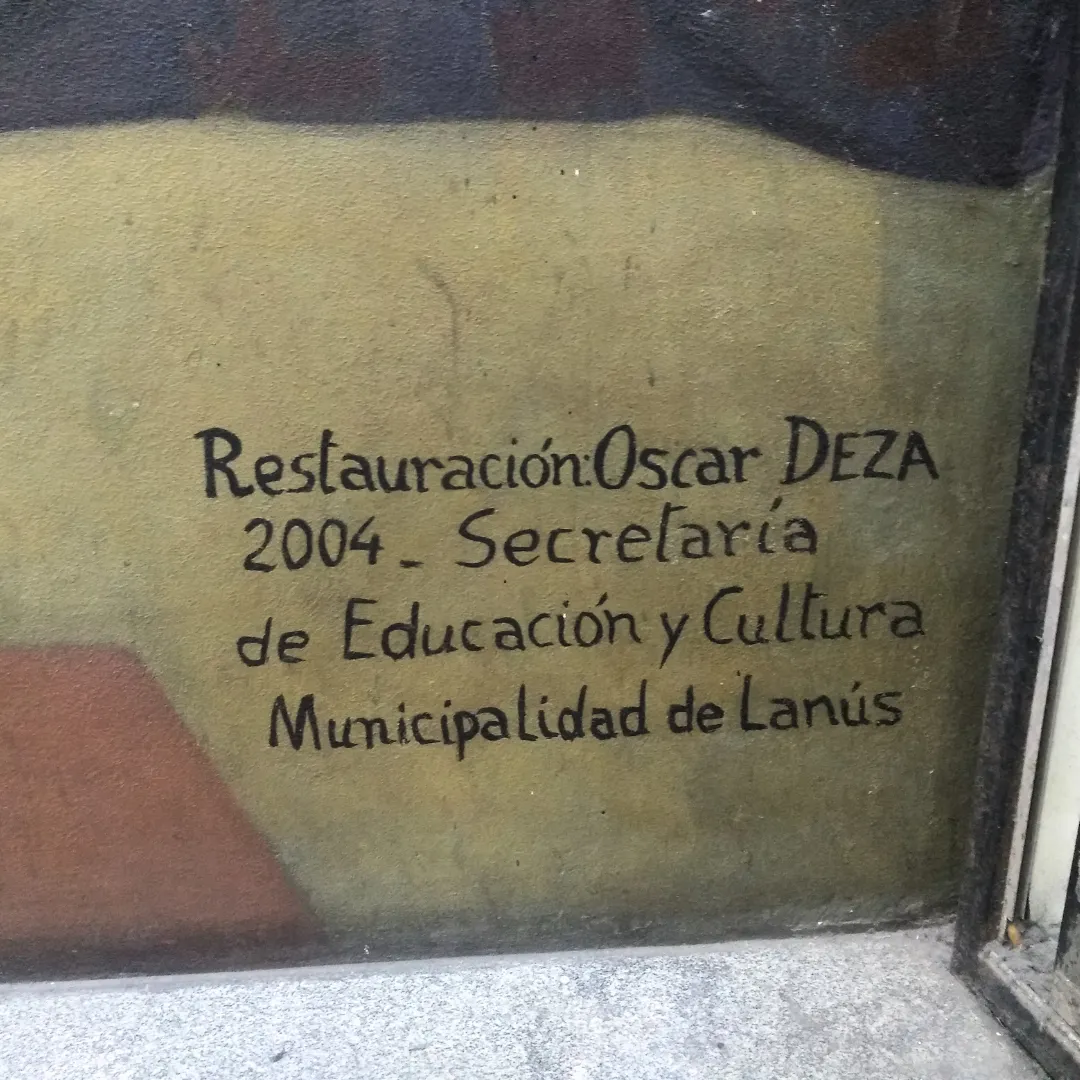 Restauración: Oscar DEZA
2004_ Secretaría
de Educación y Cultura
Municipalidad de Lanús